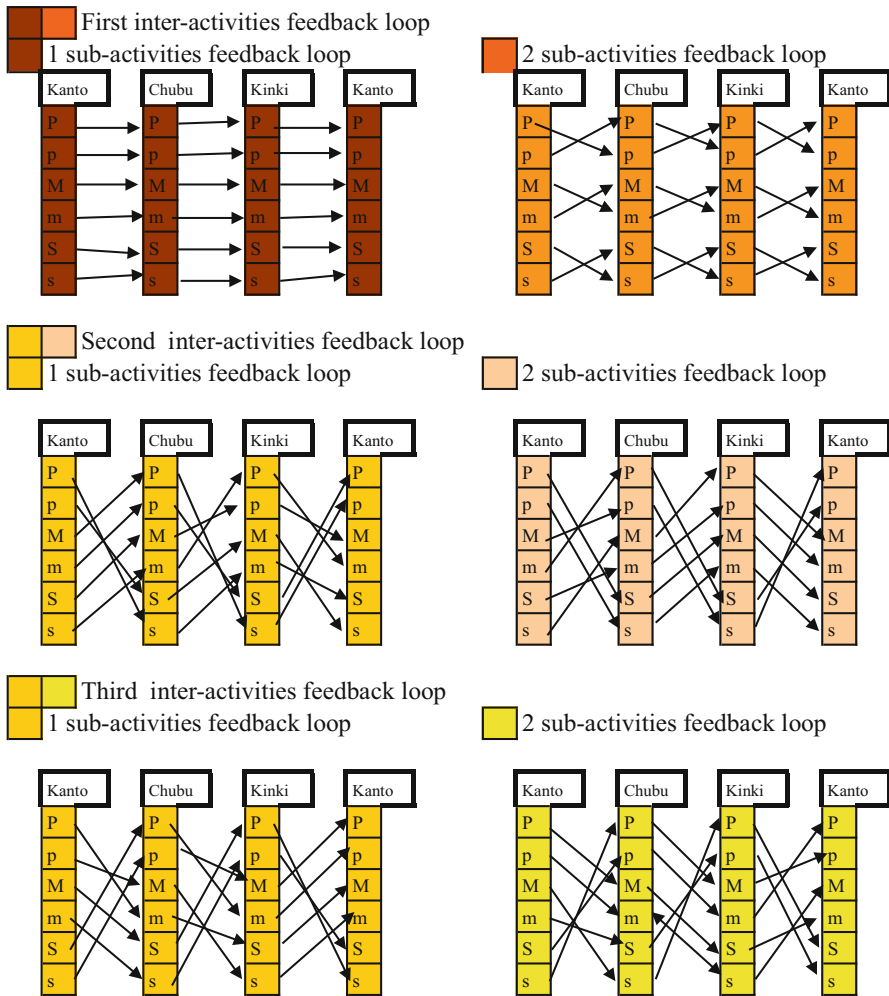 First inter-activities feedback loop
1 sub-activities feedback loop
2 sub-activities feedback loop
Kanto Chubu Kinki Kanto
P P P P
p p p p
M M M M
m m m m
S S S S
s s s s
Kanto Chubu Kinki Kanto
P P P P
p p p p
M M M M
m m m m
S S S S
s s s s
Second inter-activities feedback loop
1 sub-activities feedback loop
2 sub-activities feedback loop
Kanto Chubu Kinki Kanto
P P P P
p p p p
M M M M
m m m m
S S S S
s s s s
Kanto Chubu Kinki Kanto
P P P P
p p p p
M M M M
m m m m
S S S S
s s s s
Third inter-activities feedback loop
1 sub-activities feedback loop
2 sub-activities feedback loop
Kanto Chubu Kinki Kanto
P P P P
p p p p
M M M M
m m m m
S S S S
s s s s
Kanto Chubu Kinki Kanto
P P P P
p p p p
M M M M
m m m m
S S S S
s s s s